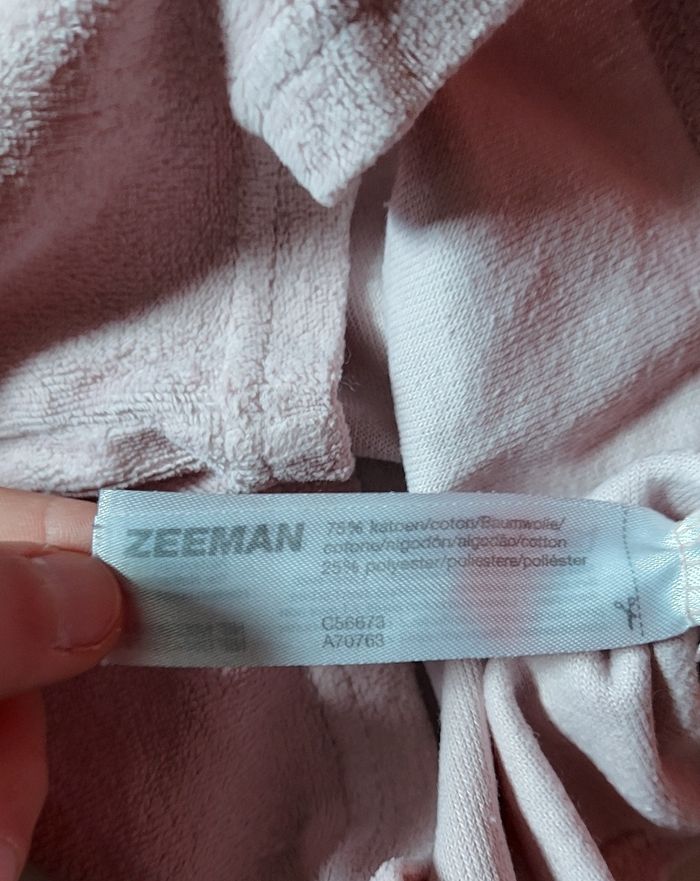 ZEEMAN
75% katoen/coton/Baumwolle/
cotone/algodón/algodão/cotton
25% polyester/poliestere/poliéster
C56673
A70763